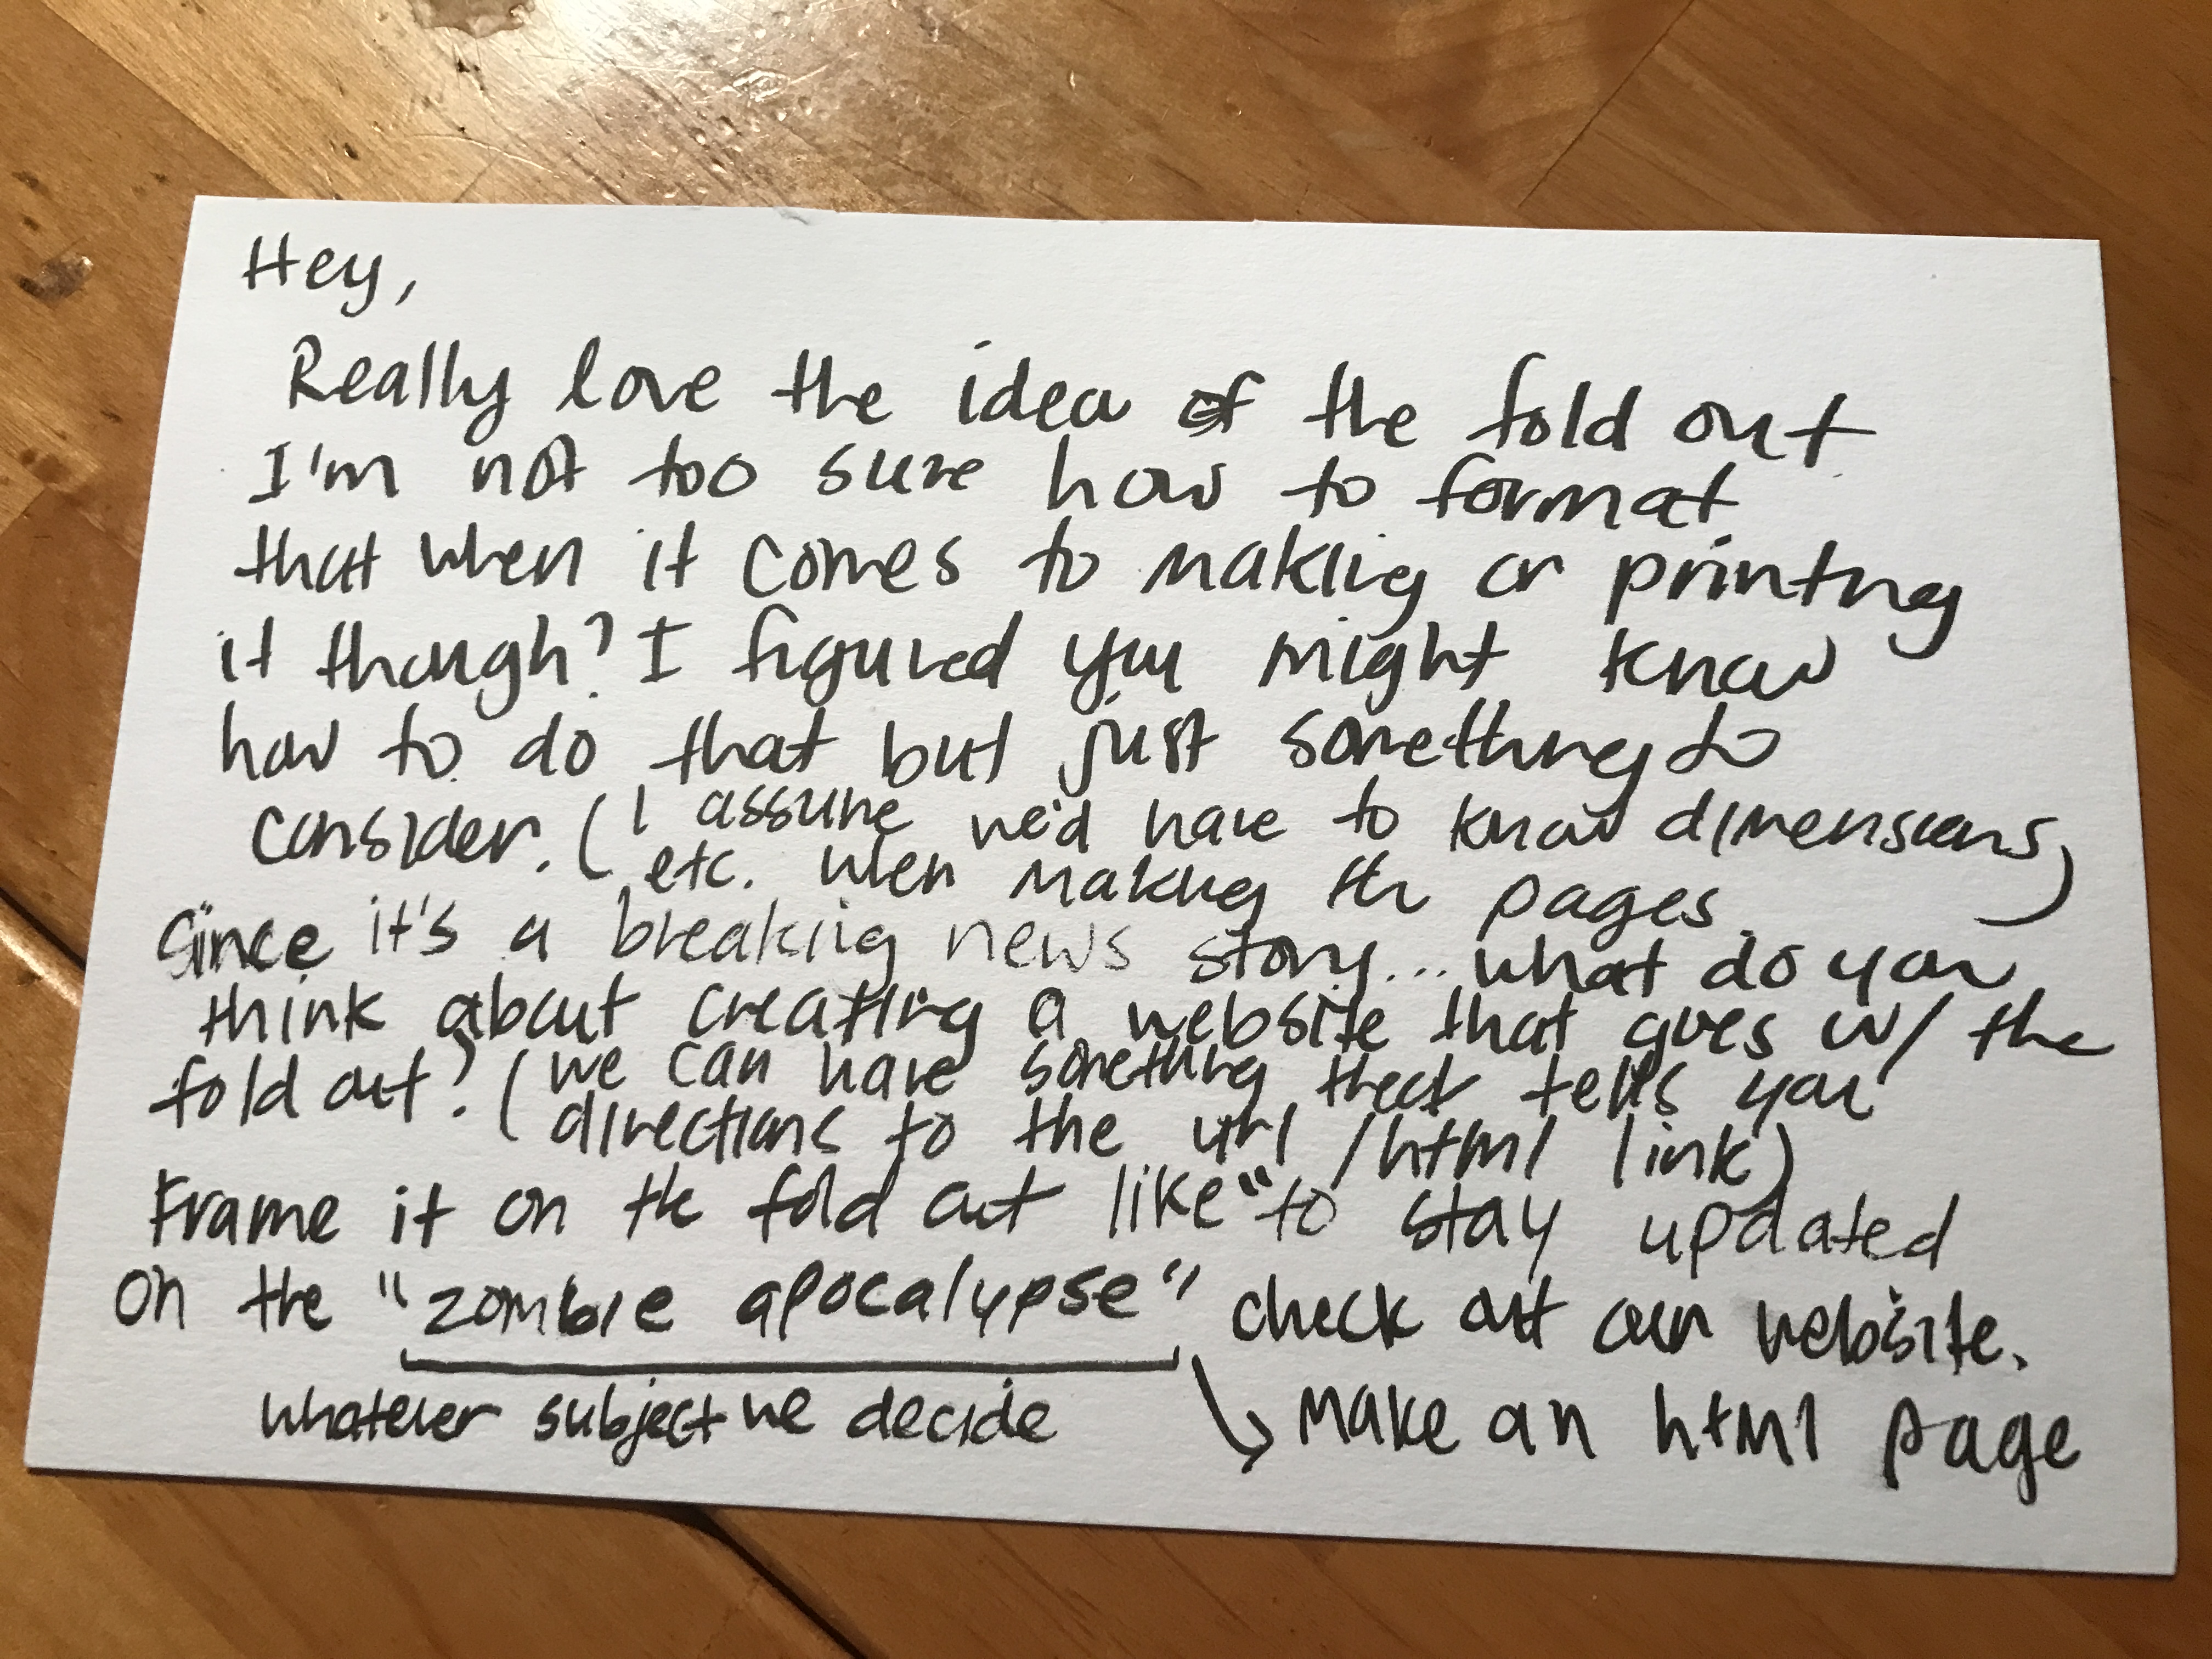 Hey,
Really love the idea of the fold out
I'm not too sure how to format
that when it comes to making or printing
it though? I figured you might know
how to do that but just something to
consider. (I assume we'd have to know dimensions
etc. when making the pages)
Since it's a breaking news story... what do you
think about creating a website that goes w/ the
fold out? (we can have something that tells you
directions to the url/html link)
Frame it on the fold out like "to stay updated
on the "zombie apocalypse" check out our website.
whatever subject we decide
↳ Make an html page